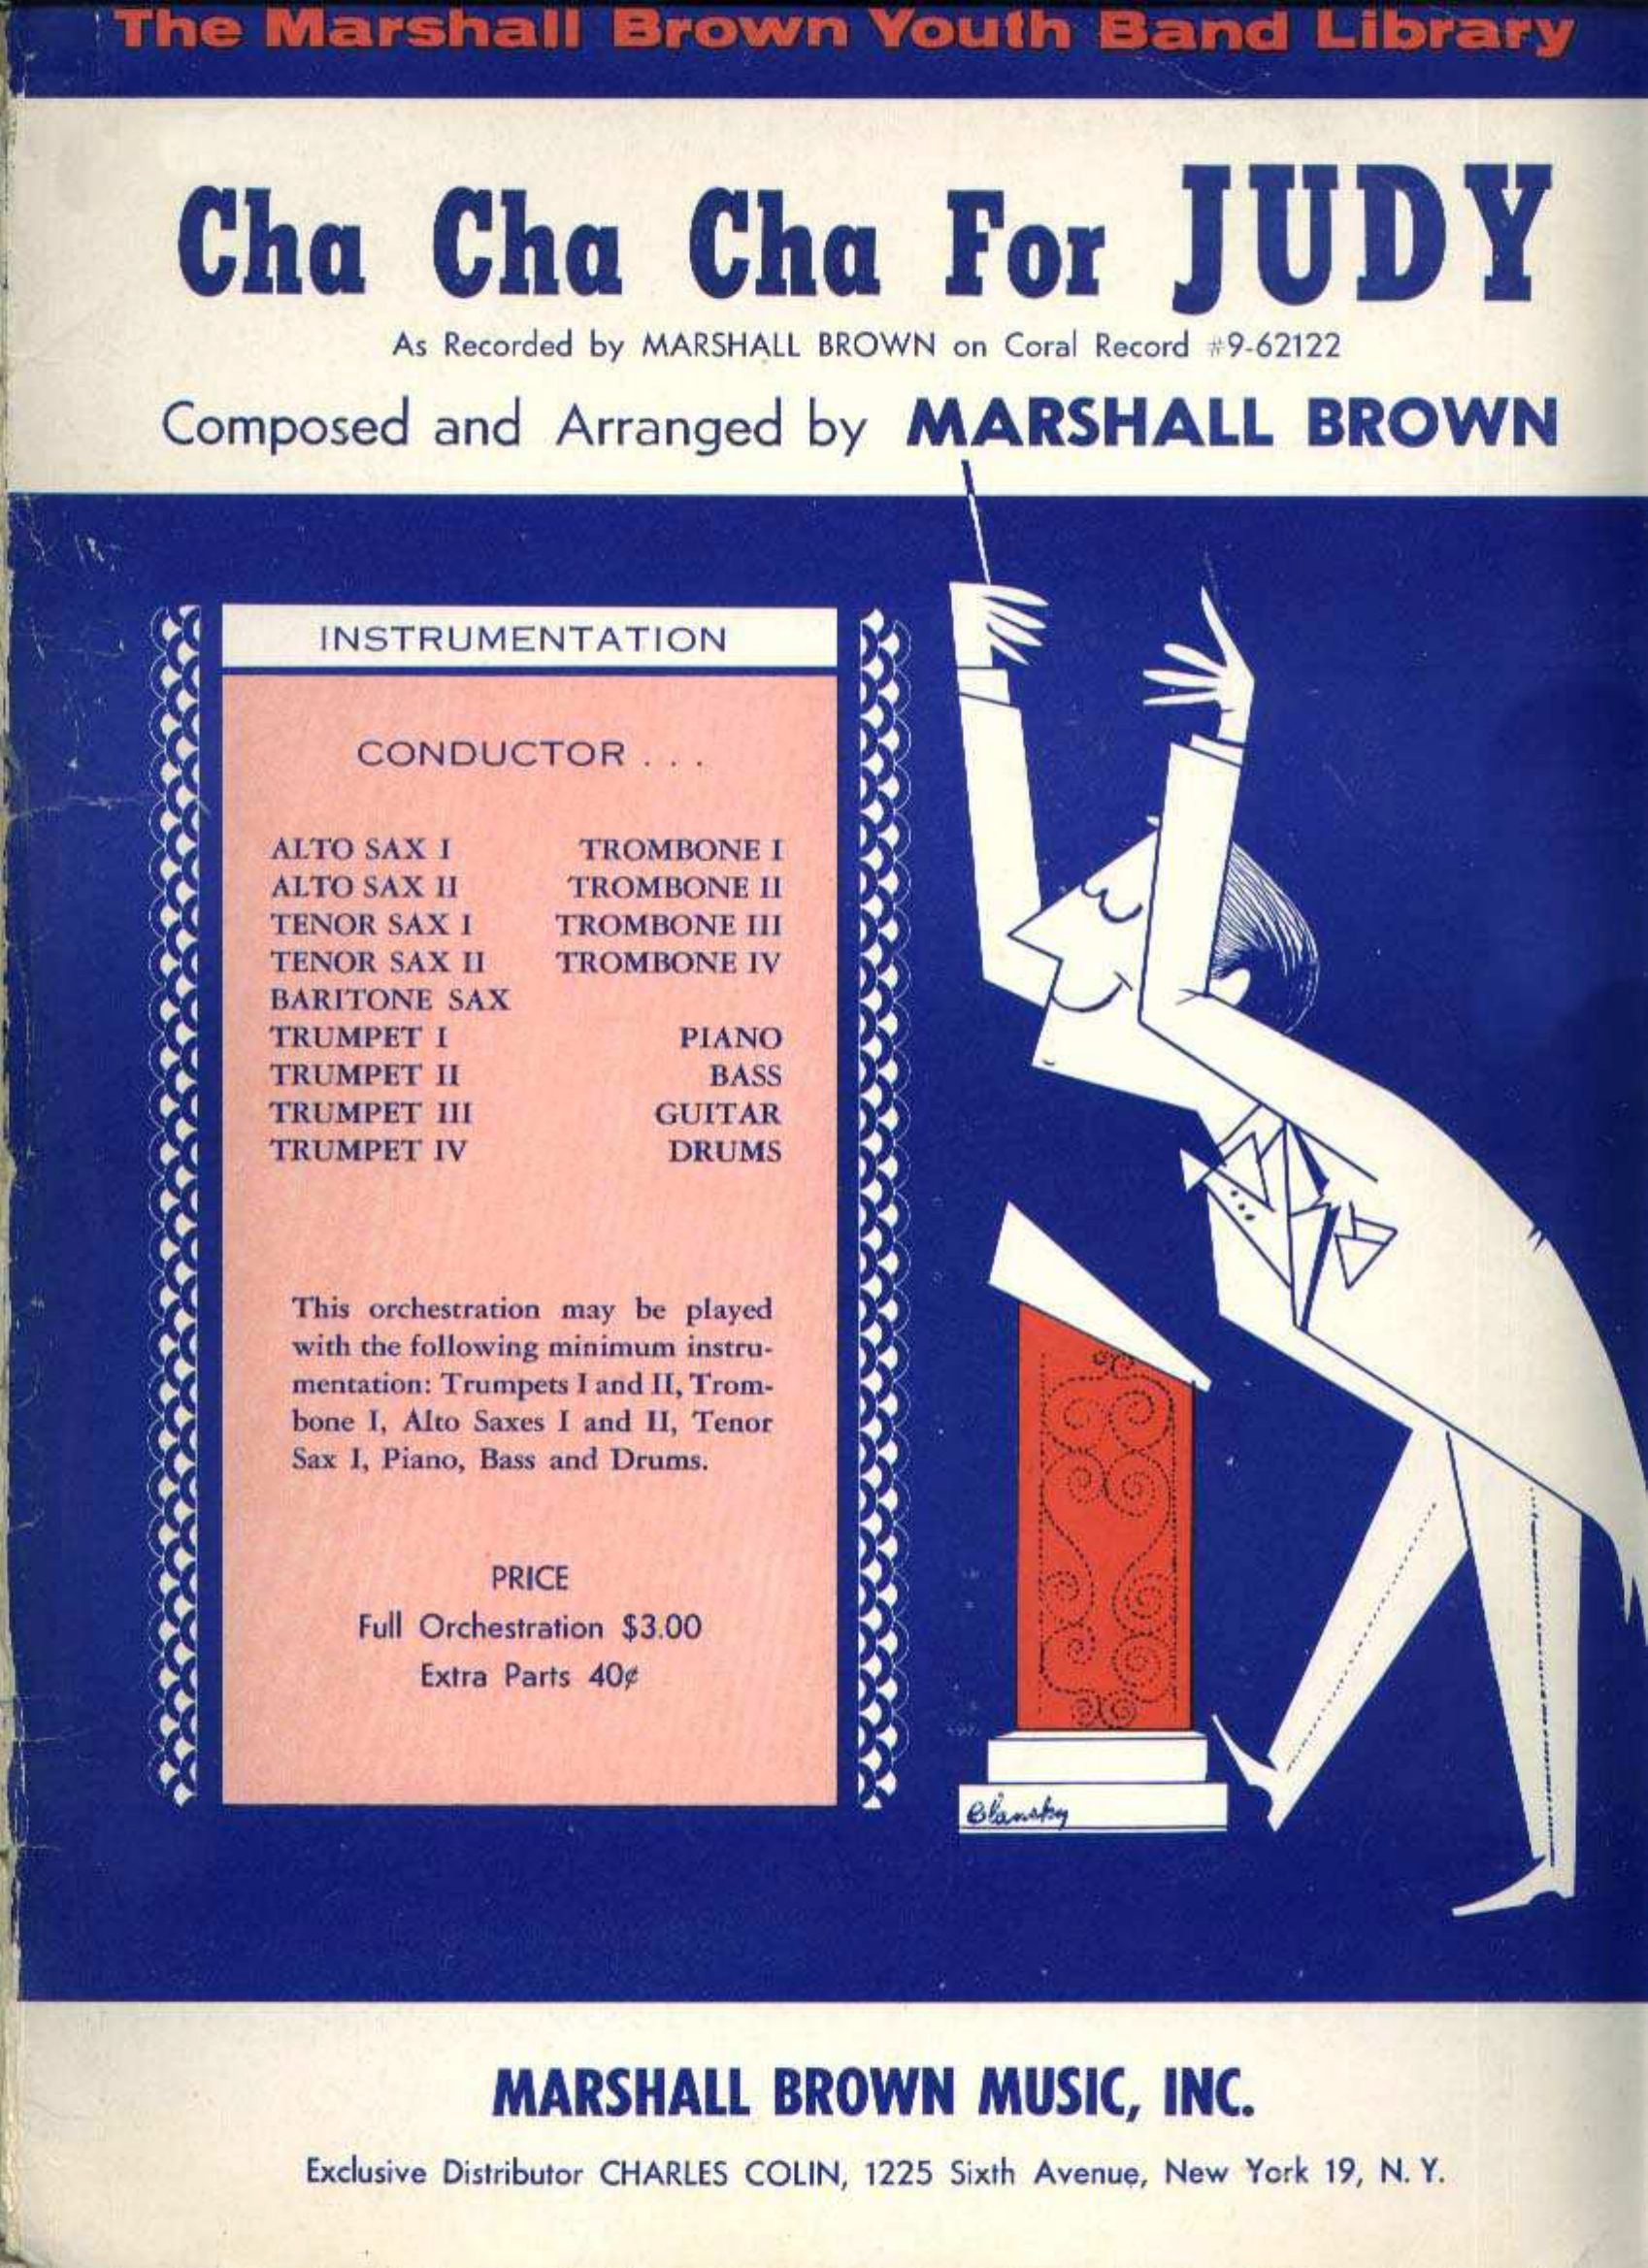 The Marshall Brown Youth Band Library
Cha Cha Cha For JUDY
As Recorded by MARSHALL BROWN on Coral Record #9-62122
Composed and Arranged by MARSHALL BROWN
INSTRUMENTATION
CONDUCTOR . . .
ALTO SAX I
ALTO SAX II
TENOR SAX I
TENOR SAX II
BARITONE SAX
TRUMPET I
TRUMPET II
TRUMPET III
TRUMPET IV
TROMBONE I
TROMBONE II
TROMBONE III
TROMBONE IV
PIANO
BASS
GUITAR
DRUMS
This orchestration may be played
with the following minimum instru-
mentation: Trumpets I and II, Trom-
bone I, Alto Saxes I and II, Tenor
Sax I, Piano, Bass and Drums.
PRICE
Full Orchestration $3.00
Extra Parts 40¢
MARSHALL BROWN MUSIC, INC.
Exclusive Distributor CHARLES COLIN, 1225 Sixth Avenue, New York 19, N. Y.